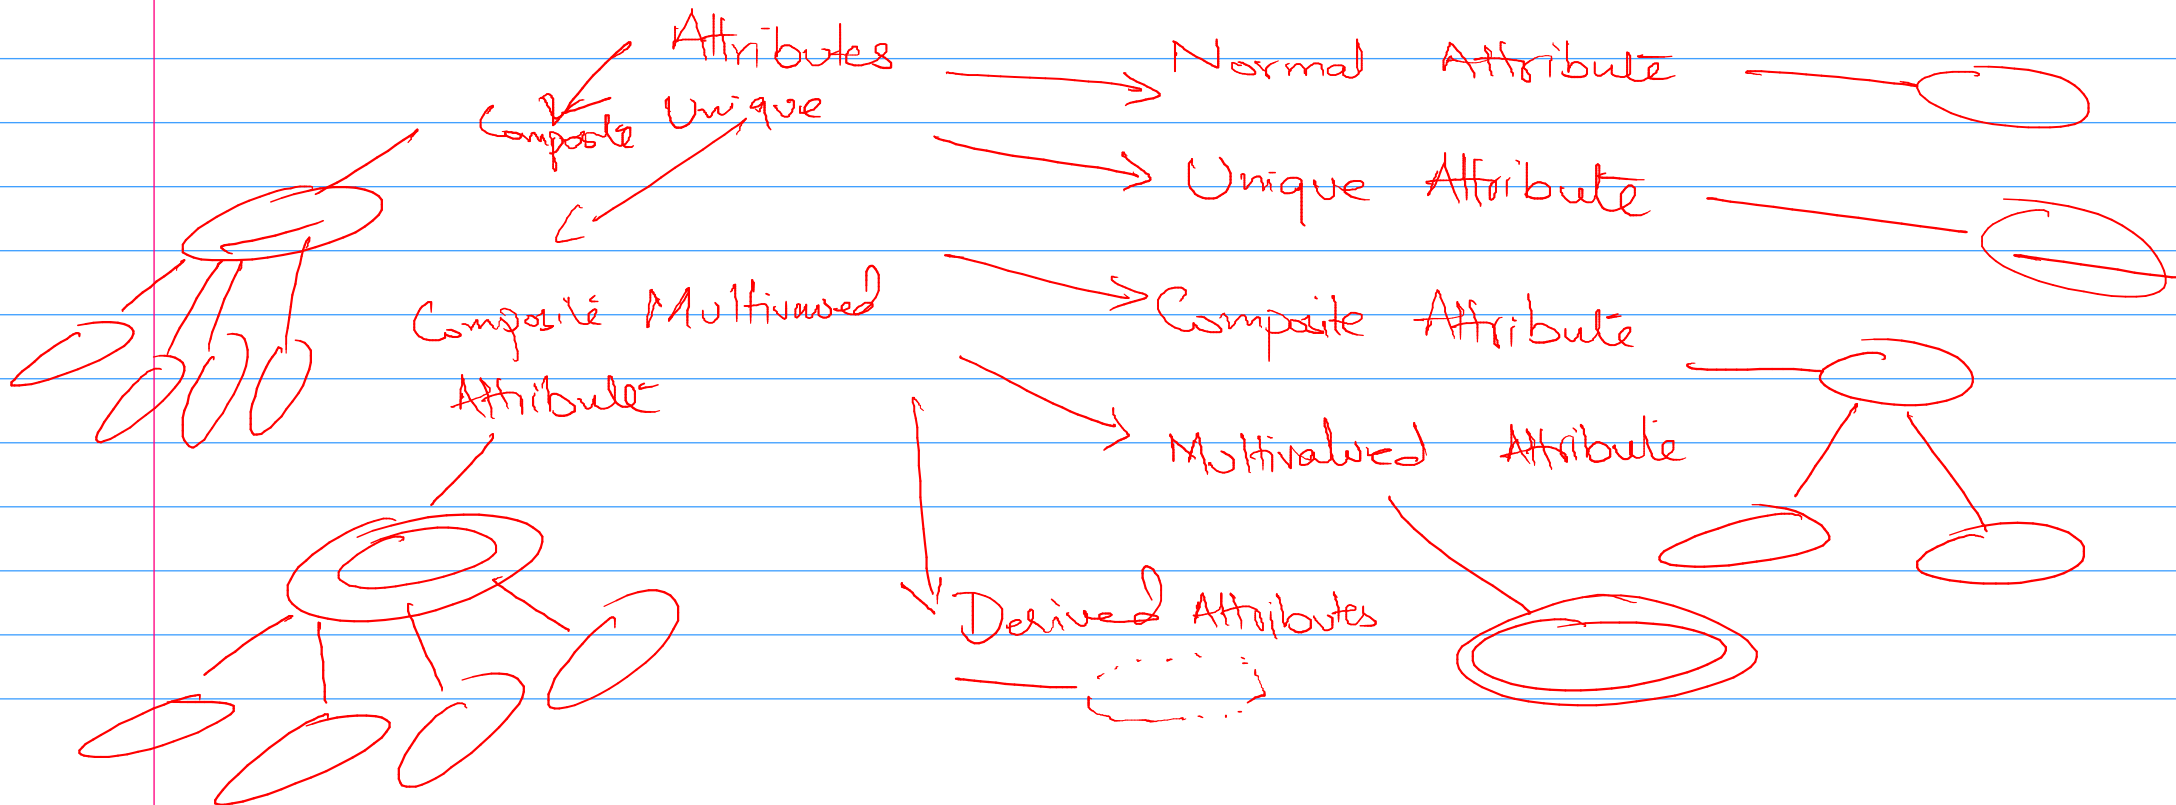 Attributes
Normal Attribute
Composite Unique
Unique Attribute
Composite Multivalued
Attribute
Composite Attribute
Multivalued Attribute
Derived Attributes